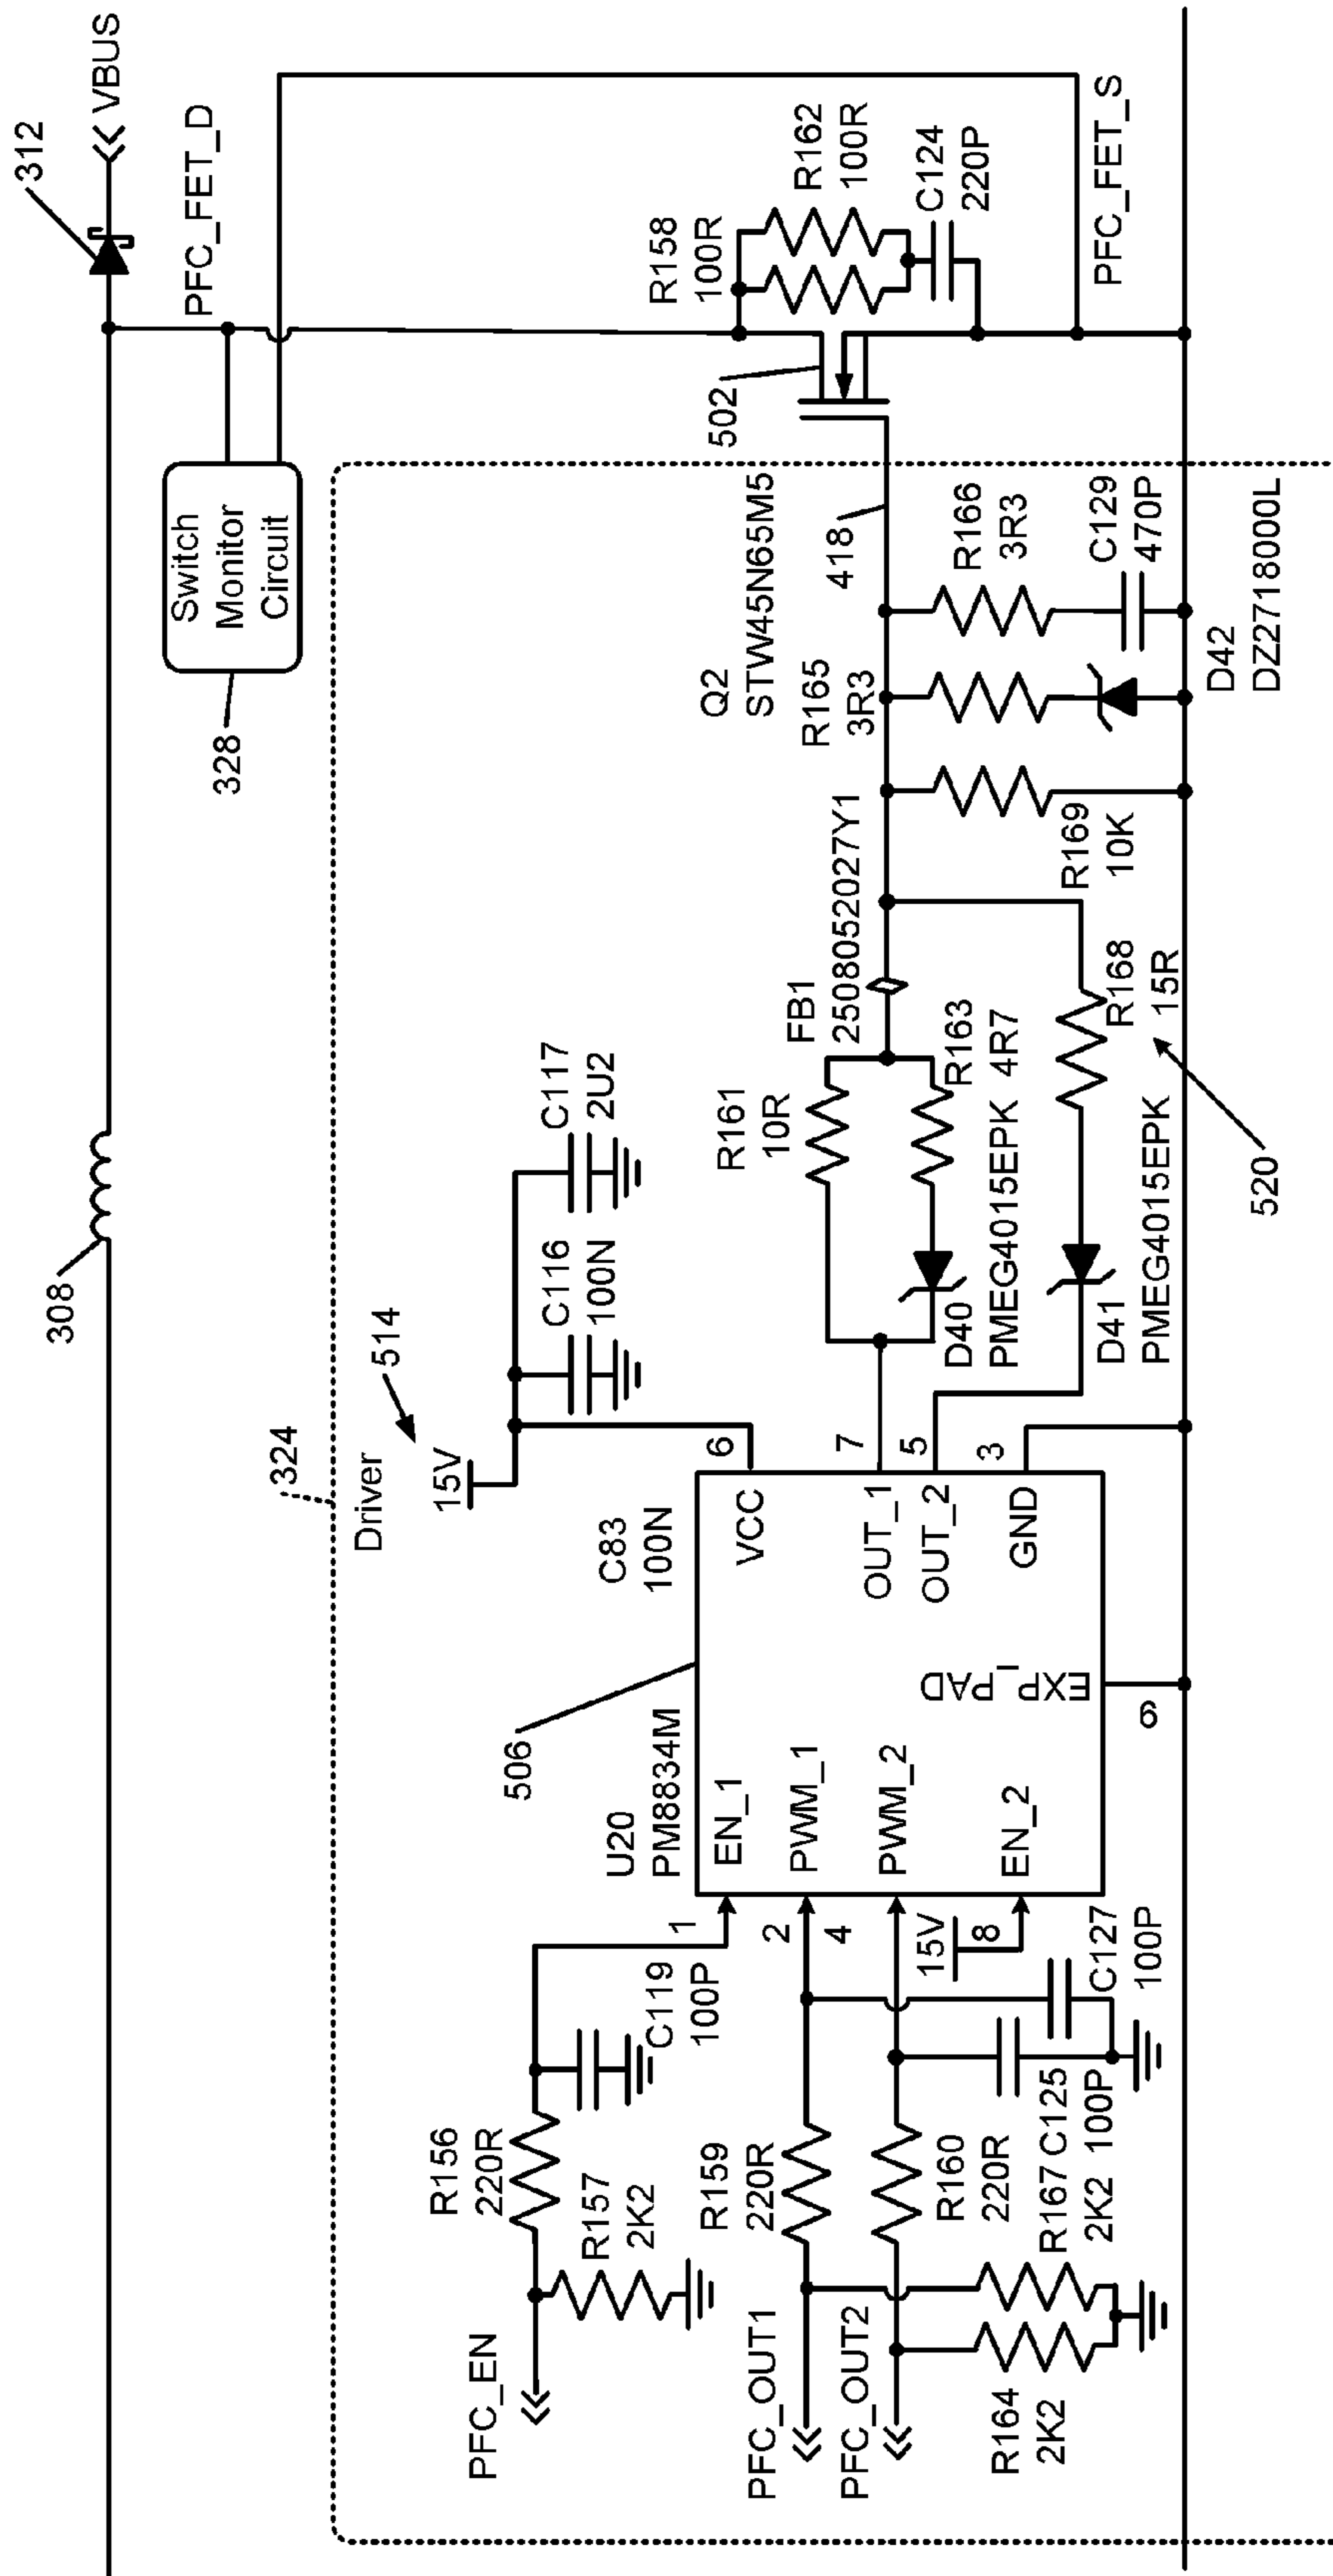 312
VBUS
PFC_FET_D
308
Switch
Monitor
Circuit
328
R158
100R
R162
100R
C124
220P
502
PFC_FET_S
324
Driver
514
15V
C116
100N
C117
2U2
Q2
STW45N65M5
418
R165
3R3
R166
3R3
C129
470P
D42
DZ2718000L
R169
10K
FB1
2508052027Y1
R161
10R
R163
4R7
D40
PMEG4015EPK
R168
15R
D41
PMEG4015EPK
520
C83
100N
506
U20
PM8834M
EN_1
PWM_1
PWM_2
EN_2
VCC
OUT_1
OUT_2
GND
EXP_PAD
6
7
5
3
6
1
2
4
8
15V
PFC_EN
R156
220R
R157
2K2
C119
100P
PFC_OUT1
PFC_OUT2
R159
220R
R160
220R
R164
2K2
R167
2K2
C125
100P
C127
100P